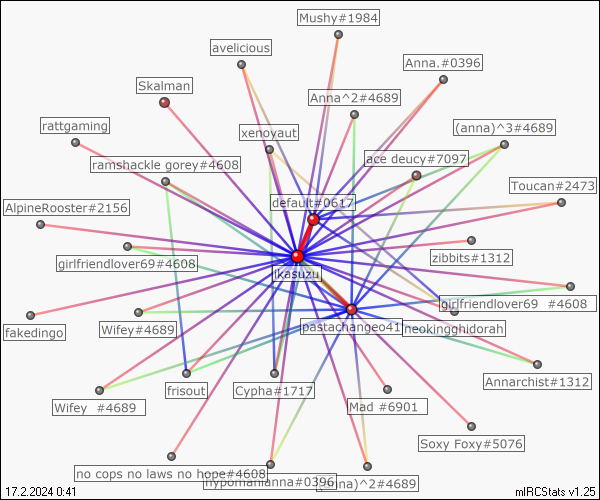 Mushy#1984
avelicious
Anna.#0396
Skalman
Anna^2#4689
rattgaming
xenoyaut
(anna)^3#4689
ramshackle gorey#4608
ace deucy#7097
Toucan#2473
default#0617
AlpineRooster#2156
zibbits#1312
girlfriendlover69#4608
ikasuzu
girlfriendlover69 #4608
fakedingo
Wifey#4689
pastachangeo41
neokingghidorah
Annarchist#1312
frisout
Cypha#1717
Wifey #4689
Mad #6901
Soxy Foxy#5076
no cops no laws no hope#4608
hypomanianna#0396
(anna)^2#4689
17.2.2024 0:41
mIRCStats v1.25